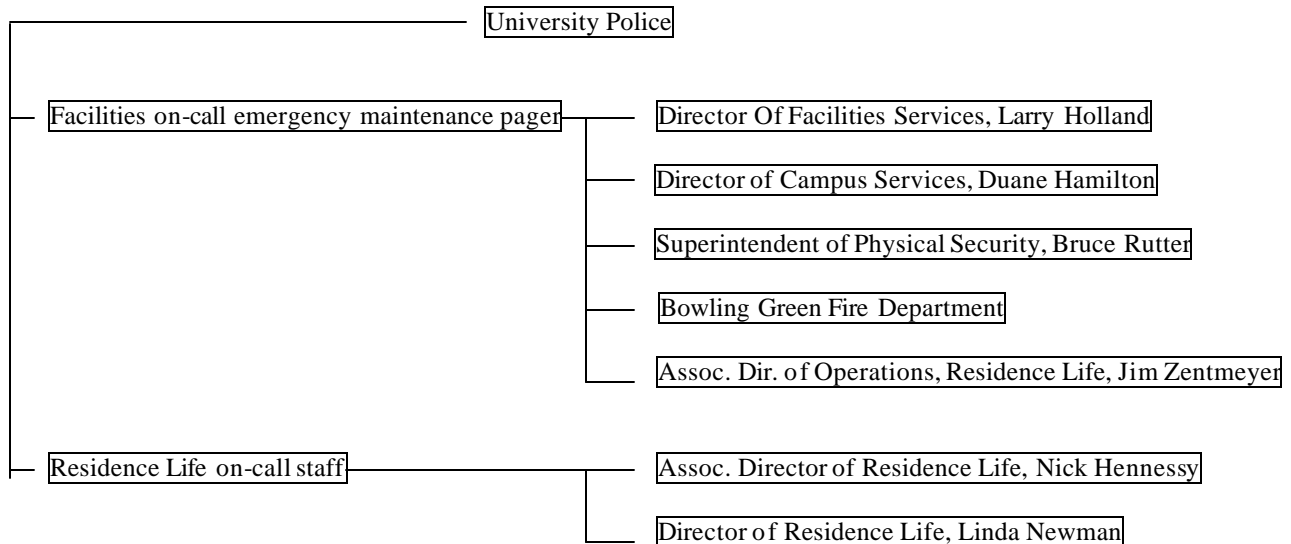 University Police
Facilities on-call emergency maintenance pager
Director Of Facilities Services, Larry Holland
Director of Campus Services, Duane Hamilton
Superintendent of Physical Security, Bruce Rutter
Bowling Green Fire Department
Assoc. Dir. of Operations, Residence Life, Jim Zentmeyer
Residence Life on-call staff
Assoc. Director of Residence Life, Nick Hennessy
Director of Residence Life, Linda Newman